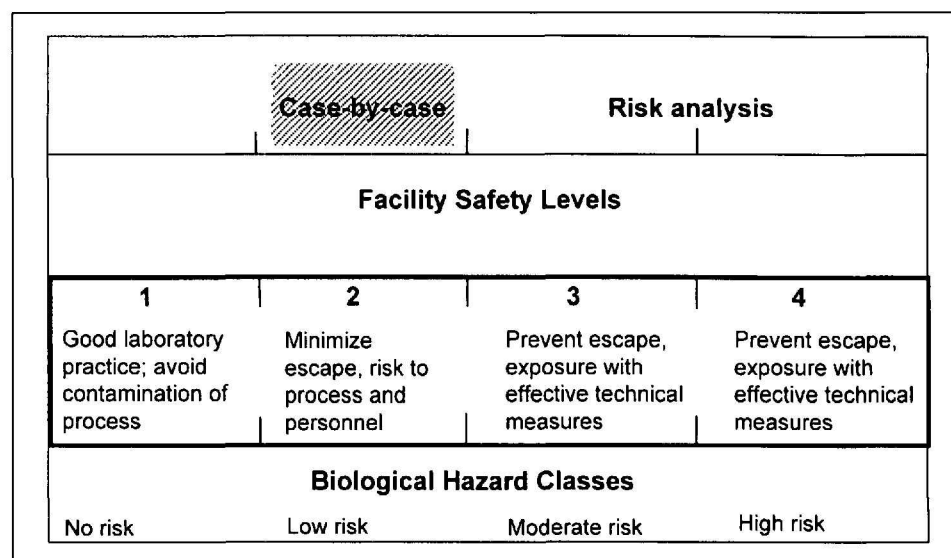 Case-by-case Risk analysis
Facility Safety Levels
1 2 3 4
Good laboratory
practice; avoid
contamination of
process
Minimize
escape, risk to
process and
personnel
Prevent escape,
exposure with
effective technical
measures
Prevent escape,
exposure with
effective technical
measures
Biological Hazard Classes
No risk Low risk Moderate risk High risk